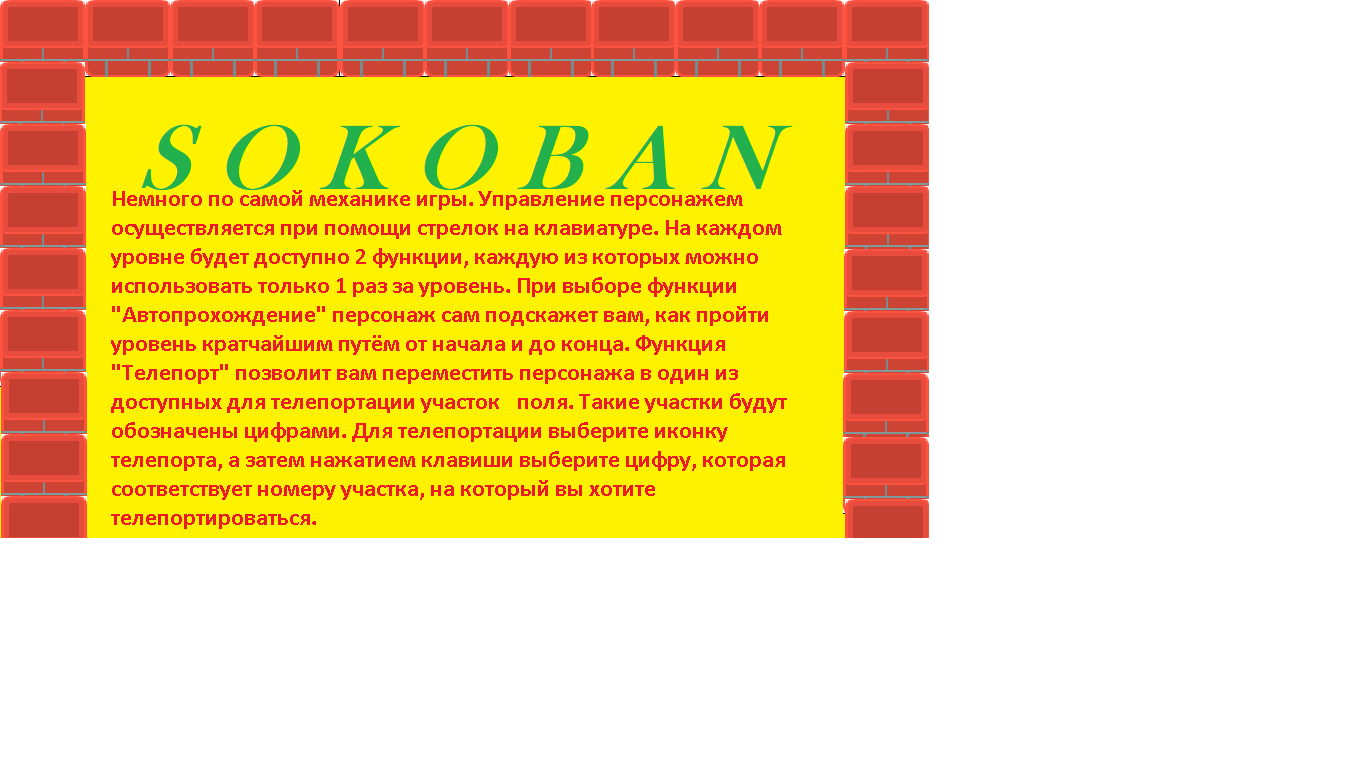 SOKOBAN
Немного по самой механике игры. Управление персонажем
осуществляется при помощи стрелок на клавиатуре. На каждом
уровне будет доступно 2 функции, каждую из которых можно
использовать только 1 раз за уровень. При выборе функции
"Автопрохождение" персонаж сам подскажет вам, как пройти
уровень кратчайшим путём от начала и до конца. Функция
"Телепорт" позволит вам переместить персонажа в один из
доступных для телепортации участок   поля. Такие участки будут
обозначены цифрами. Для телепортации выберите иконку
телепорта, а затем нажатием клавиши выберите цифру, которая
соответствует номеру участка, на который вы хотите
телепортироваться.